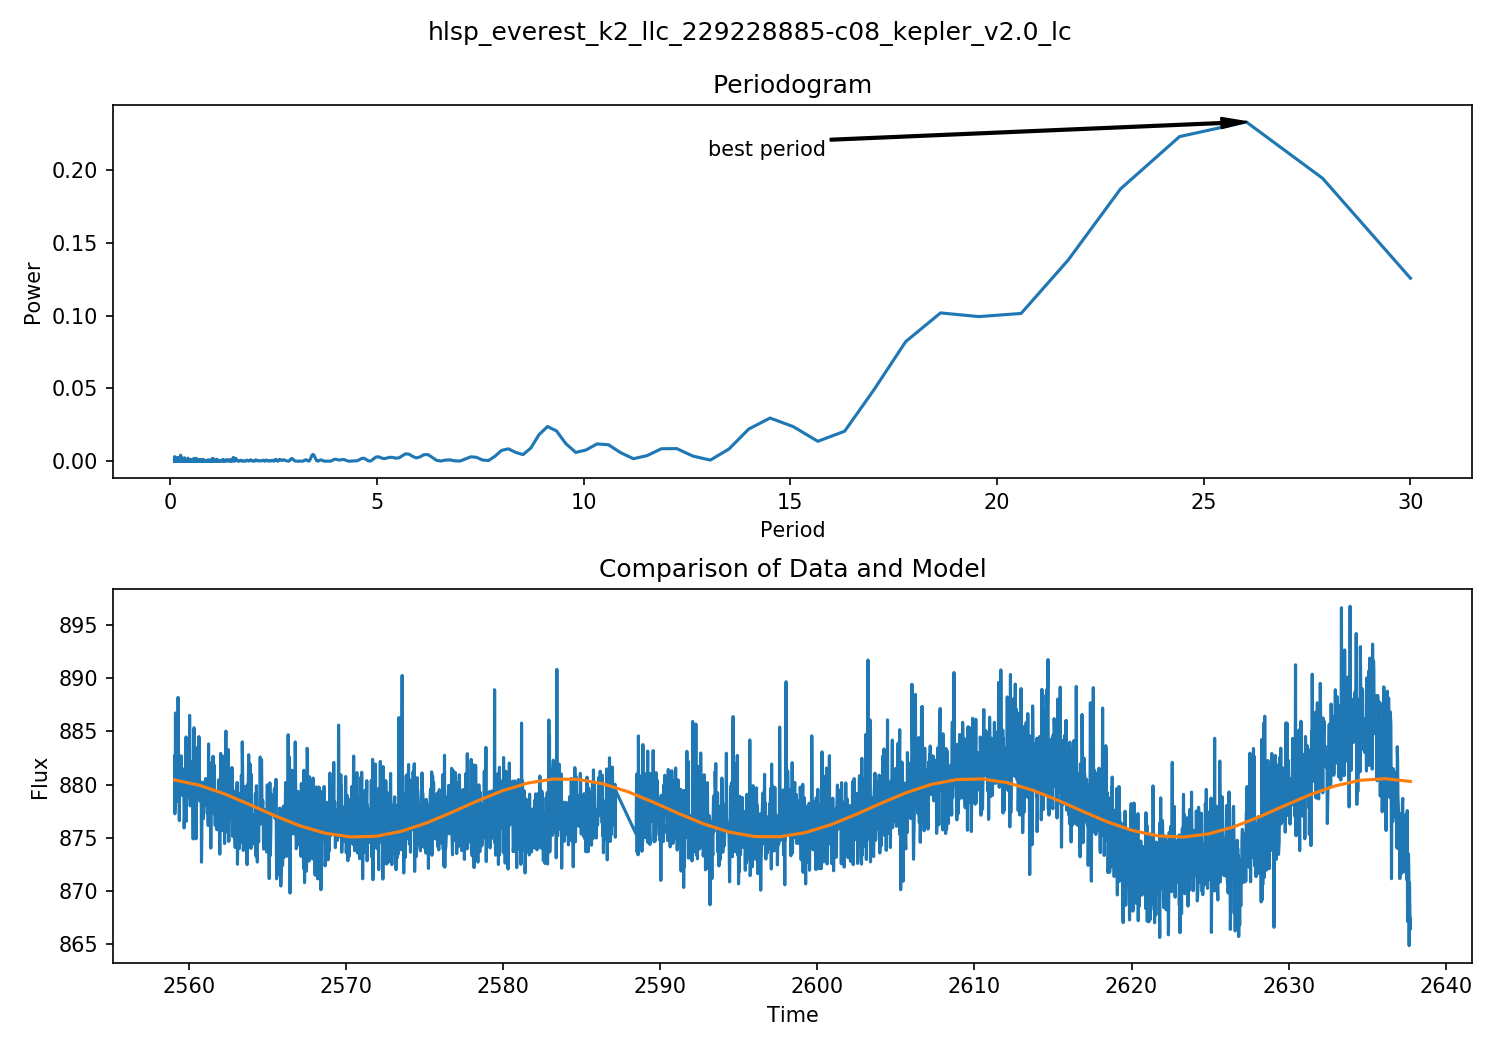 hlsp_everest_k2_llc_229228885-c08_kepler_v2.0_lc
Periodogram
best period
0.20
0.15
0.10
0.05
0.00
Power
0 5 10 15 20 25 30
Period
Comparison of Data and Model
895
890
885
880
875
870
865
Flux
2560 2570 2580 2590 2600 2610 2620 2630 2640
Time